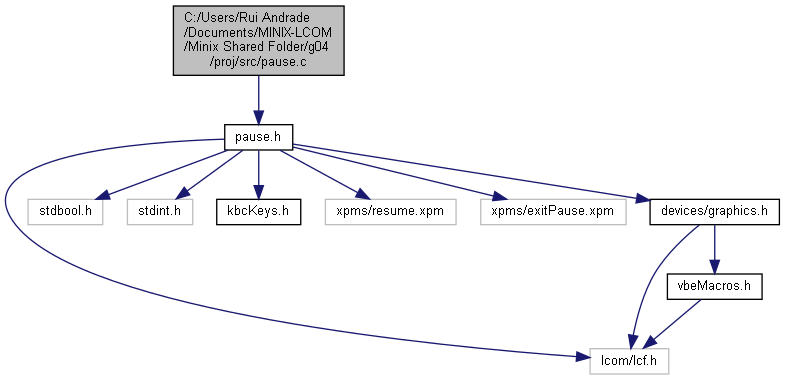 C:/Users/Rui Andrade
/Documents/MINIX-LCOM
/Minix Shared Folder/g04
/proj/src/pause.c
pause.h
stdbool.h
stdint.h
kbcKeys.h
xpms/resume.xpm
xpms/exitPause.xpm
devices/graphics.h
vbeMacros.h
lcom/lcf.h